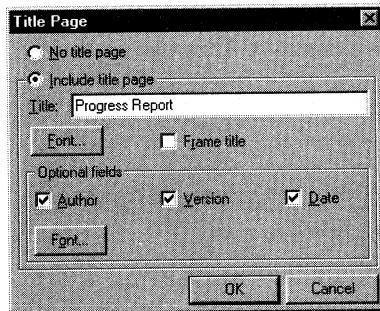 Title Page
No title page
Include title page
Title: Progress Report
Font...
Frame title
Optional fields
Author Version Date
Font...
OK Cancel